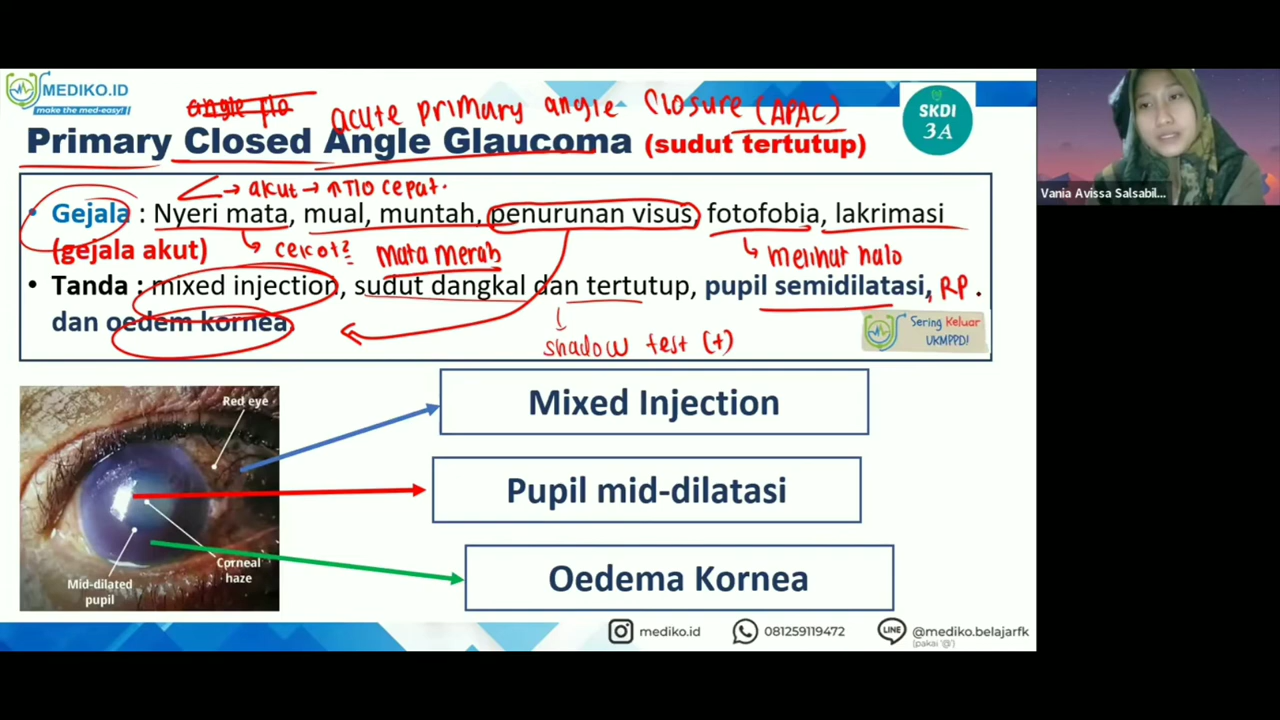 MEDIKO.ID
make the med-easy!
angle
acute primary angle closure (APAC)
SKDI
3A
Primary Closed Angle Glaucoma (sudut tertutup)
→ akut → ↑ TIO cepat.
• Gejala : Nyeri mata, mual, muntah, penurunan visus, fotofobia, lakrimasi
(gejala akut)
cekot²
Mata Merah
melihat halo
• Tanda : mixed injection, sudut dangkal dan tertutup, pupil semidilatasi, RP.
dan oedem kornea
shadow test (+)
Sering Keluar
UKMPPD!
Red eye
Corneal
haze
Mid-dilated
pupil
Mixed Injection
Pupil mid-dilatasi
Oedema Kornea
mediko.id
081259119472
LINE
@mediko.belajarfk
(pakai '@')
Vania Avissa Salsabil...